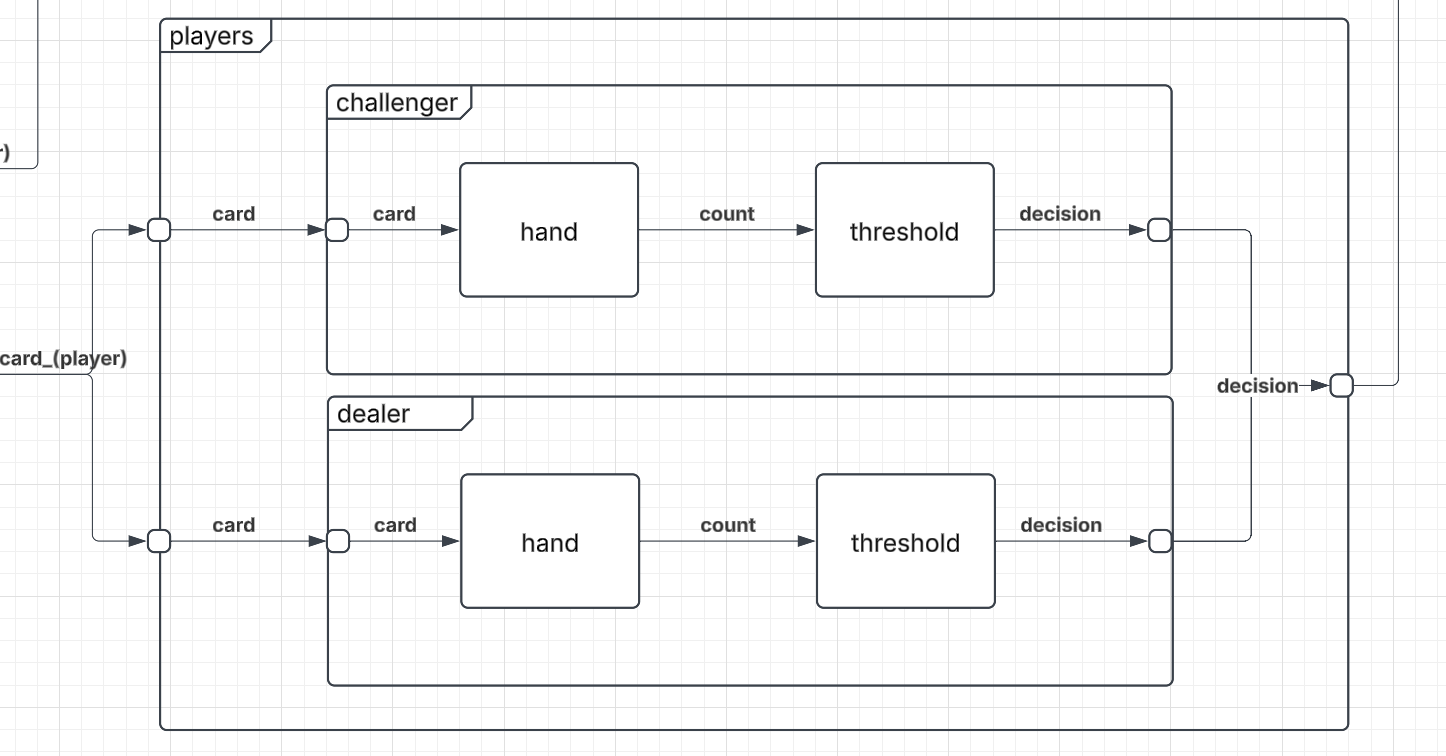 players
challenger
r)
card
card
hand
count
threshold
decision
card_(player)
decision
dealer
card
card
hand
count
threshold
decision